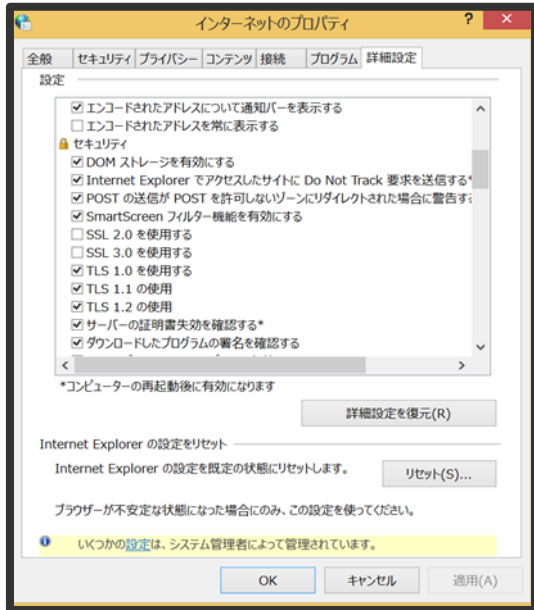 インターネットのプロパティ
?
×
全般 セキュリティ プライバシー コンテンツ 接続 プログラム 詳細設定
設定
エンコードされたアドレスについて通知バーを表示する
エンコードされたアドレスを常に表示する
セキュリティ
DOM ストレージを有効にする
Internet Explorer でアクセスしたサイトに Do Not Track 要求を送信する*
POST の送信が POST を許可しないゾーンにリダイレクトされた場合に警告す
SmartScreen フィルター機能を有効にする
SSL 2.0 を使用する
SSL 3.0 を使用する
TLS 1.0 を使用する
TLS 1.1 の使用
TLS 1.2 の使用
サーバーの証明書失効を確認する*
ダウンロードしたプログラムの署名を確認する
*コンピューターの再起動後に有効になります
詳細設定を復元(R)
Internet Explorer の設定をリセット
Internet Explorer の設定を既定の状態にリセットします。
リセット(S)...
ブラウザーが不安定な状態になった場合にのみ、この設定を使ってください。
いくつかの設定は、システム管理者によって管理されています。
OK キャンセル 適用(A)